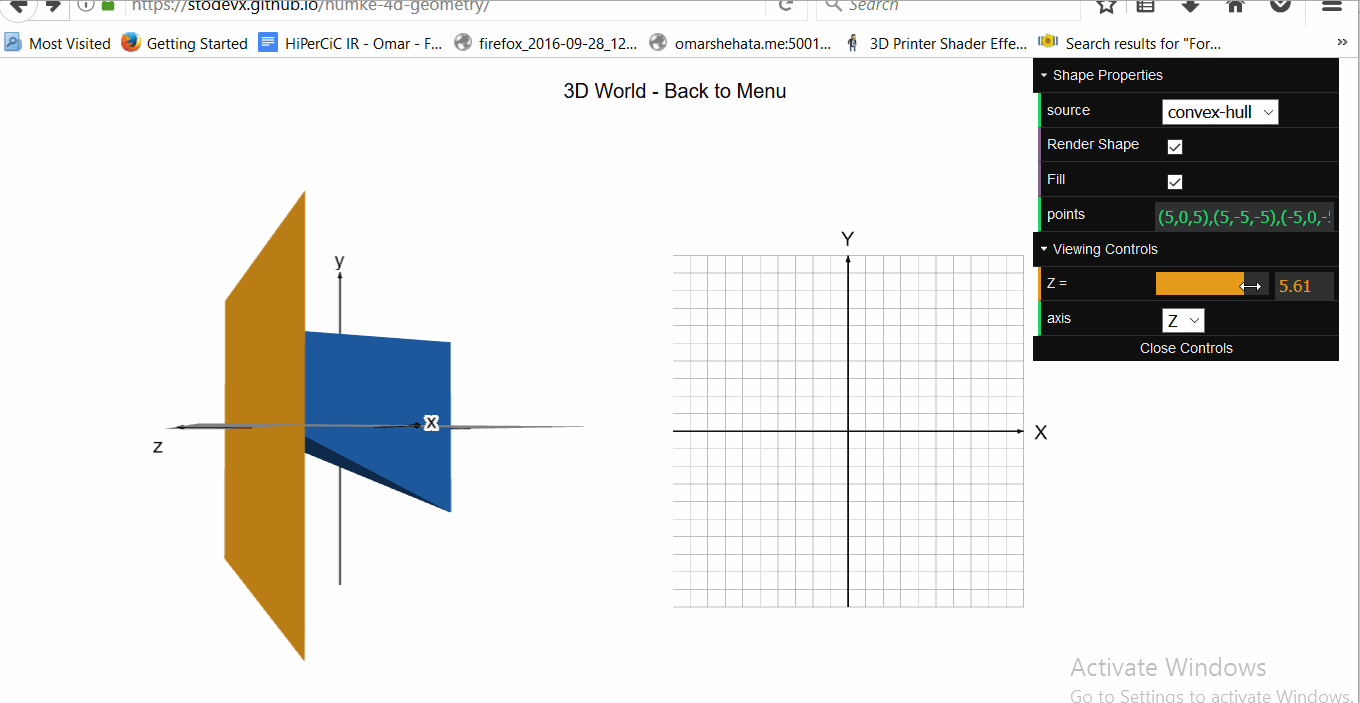 https://stodevx.github.io/humke-4d-geometry/
Search
Most Visited
Getting Started
HiPerCiC IR - Omar - F...
firefox_2016-09-28_12...
omarshehata.me:5001...
3D Printer Shader Effe...
Search results for "For...
»
3D World - Back to Menu
Shape Properties
source
convex-hull
Render Shape
Fill
points
(5,0,5),(5,-5,-5),(-5,0,-
Viewing Controls
Z =
5.61
axis
Z
Close Controls
y
x
z
Y
X
Activate Windows
Go to Settings to activate Windows.